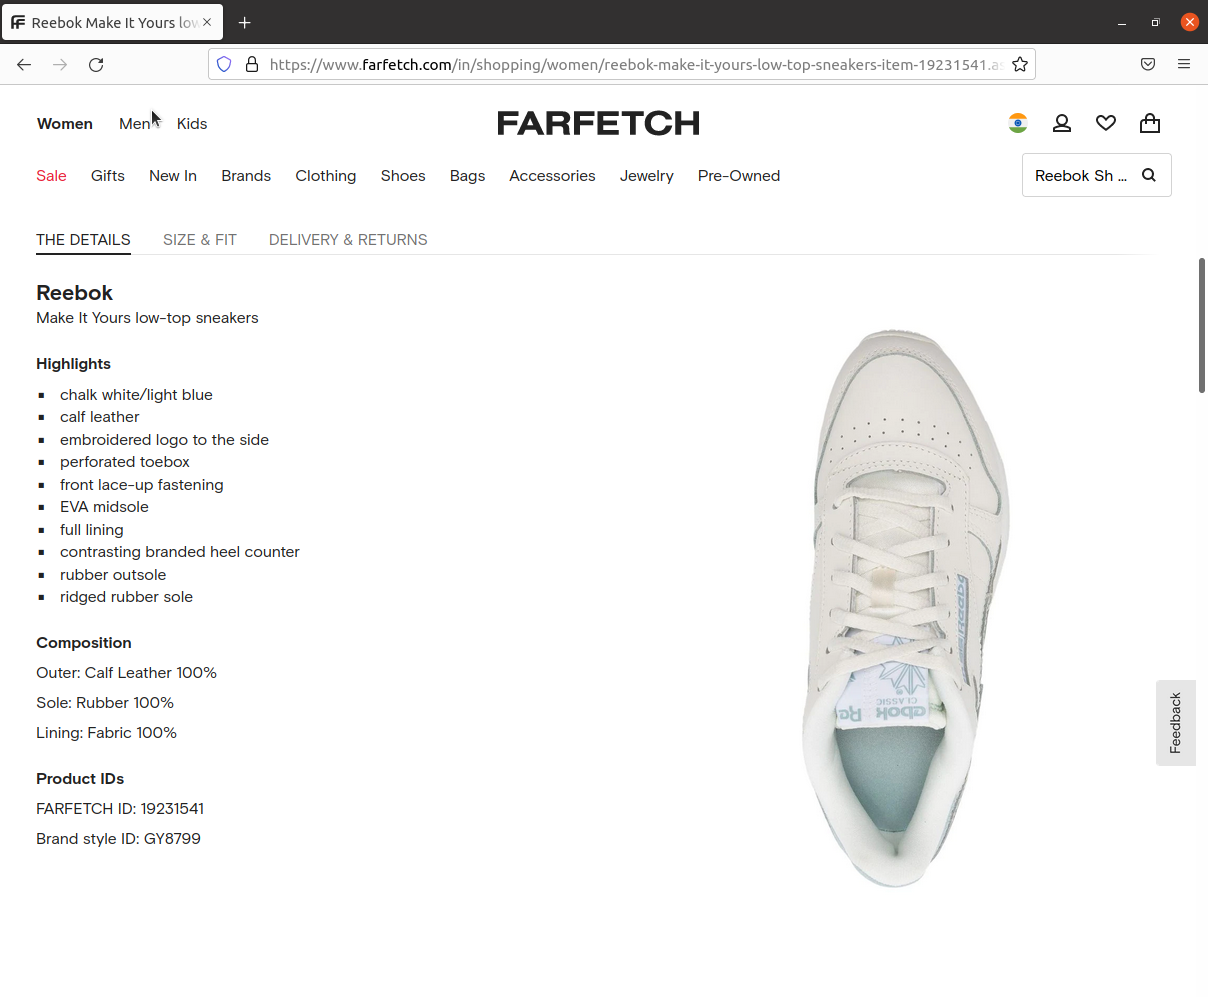 Reebok Make It Yours low
https://www.farfetch.com/in/shopping/women/reebok-make-it-yours-low-top-sneakers-item-19231541.as
Women Men Kids
FARFETCH
Sale Gifts New In Brands Clothing Shoes Bags Accessories Jewelry Pre-Owned
Reebok Sh ...
THE DETAILS SIZE & FIT DELIVERY & RETURNS
Reebok
Make It Yours low-top sneakers
Highlights
chalk white/light blue
calf leather
embroidered logo to the side
perforated toebox
front lace-up fastening
EVA midsole
full lining
contrasting branded heel counter
rubber outsole
ridged rubber sole
Composition
Outer: Calf Leather 100%
Sole: Rubber 100%
Lining: Fabric 100%
Product IDs
FARFETCH ID: 19231541
Brand style ID: GY8799
CLASSIC
Reebok
Feedback